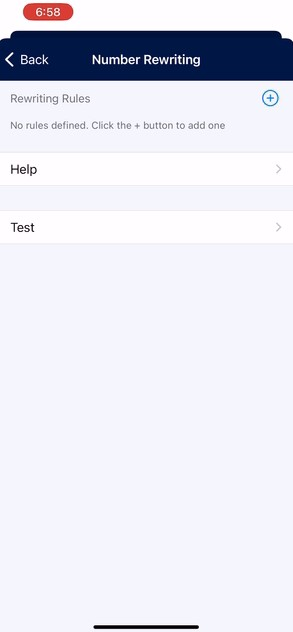 6:58
Back
Number Rewriting
Rewriting Rules
No rules defined. Click the + button to add one
Help
Test